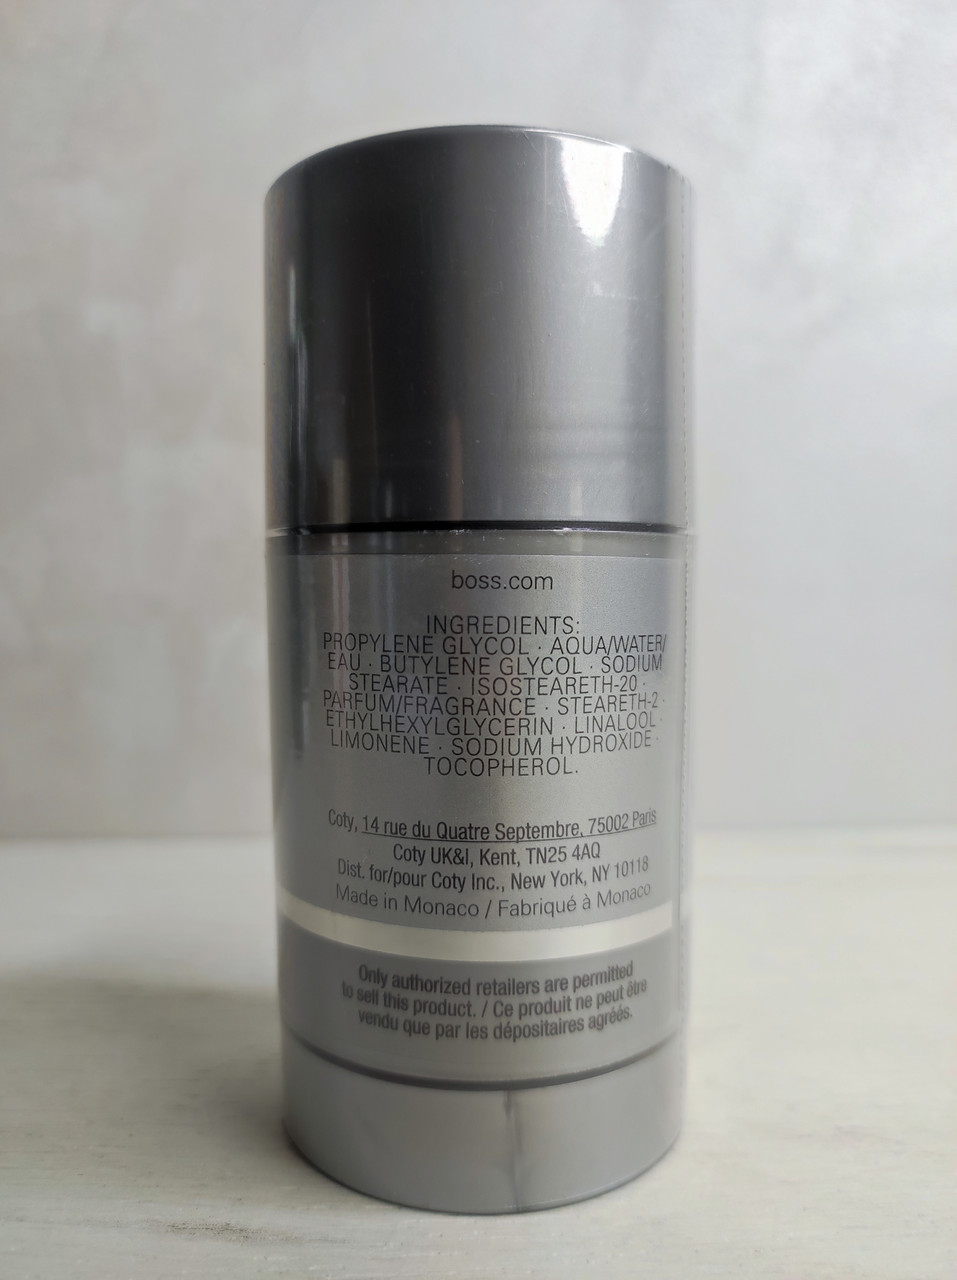 boss.com
INGREDIENTS:
PROPYLENE GLYCOL · AQUA/WATER/
EAU · BUTYLENE GLYCOL · SODIUM
STEARATE · ISOSTEARETH-20 ·
PARFUM/FRAGRANCE · STEARETH-2 ·
ETHYLHEXYLGLYCERIN · LINALOOL ·
LIMONENE · SODIUM HYDROXIDE ·
TOCOPHEROL.
Coty, 14 rue du Quatre Septembre, 75002 Paris
Coty UK&I, Kent, TN25 4AQ
Dist. for/pour Coty Inc., New York, NY 10118
Made in Monaco / Fabriqué à Monaco
Only authorized retailers are permitted
to sell this product. / Ce produit ne peut être
vendu que par les dépositaires agréés.